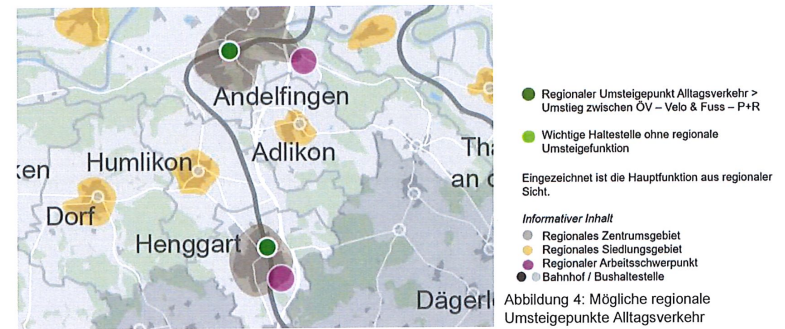 Andelfingen
Adlikon
Humlikon
Dorf
Henggart
Regionaler Umsteigepunkt Alltagsverkehr >
Umstieg zwischen ÖV – Velo & Fuss – P+R
Wichtige Haltestelle ohne regionale
Umsteigefunktion
Eingezeichnet ist die Hauptfunktion aus regionaler
Sicht.
Informativer Inhalt
Regionales Zentrumsgebiet
Regionales Siedlungsgebiet
Regionaler Arbeitsschwerpunkt
Bahnhof / Bushaltestelle
Abbildung 4: Mögliche regionale
Umsteigepunkte Alltagsverkehr